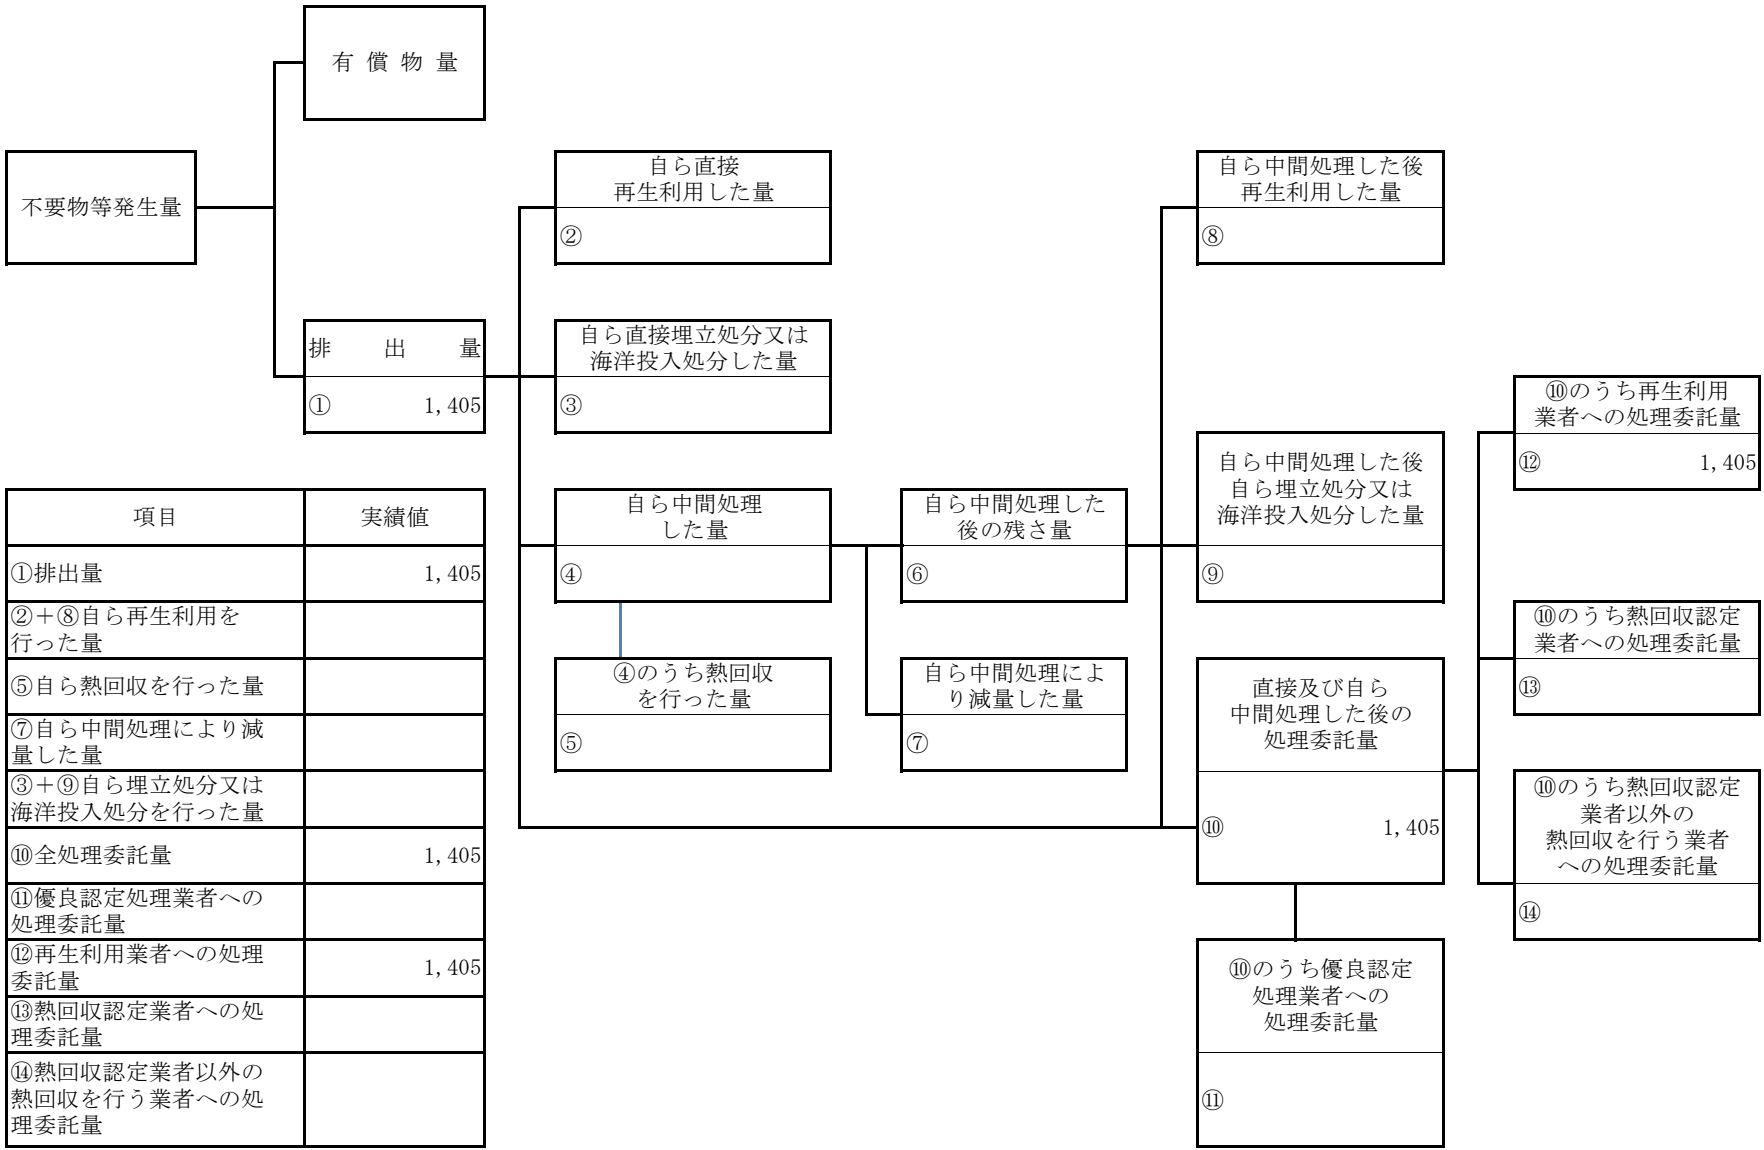 有償物量
不要物等発生量
自ら直接
再生利用した量
②
自ら中間処理した後
再生利用した量
⑧
排出量
① 1,405
自ら直接埋立処分又は
海洋投入処分した量
③
⑩のうち再生利用
業者への処理委託量
⑫ 1,405
自ら中間処理した後
自ら埋立処分又は
海洋投入処分した量
⑨
自ら中間処理
した量
④
自ら中間処理した
後の残さ量
⑥
⑩のうち熱回収認定
業者への処理委託量
⑬
④のうち熱回収
を行った量
⑤
自ら中間処理によ
り減量した量
⑦
直接及び自ら
中間処理した後の
処理委託量
⑩ 1,405
⑩のうち熱回収認定
業者以外の
熱回収を行う業者
への処理委託量
⑭
⑩のうち優良認定
処理業者への
処理委託量
⑪
項目 実績値
①排出量 1,405
②＋⑧自ら再生利用を
行った量
⑤自ら熱回収を行った量
⑦自ら中間処理により減
量した量
③＋⑨自ら埋立処分又は
海洋投入処分を行った量
⑩全処理委託量 1,405
⑪優良認定処理業者への
処理委託量
⑫再生利用業者への処理
委託量 1,405
⑬熱回収認定業者への処
理委託量
⑭熱回収認定業者以外の
熱回収を行う業者への処
理委託量